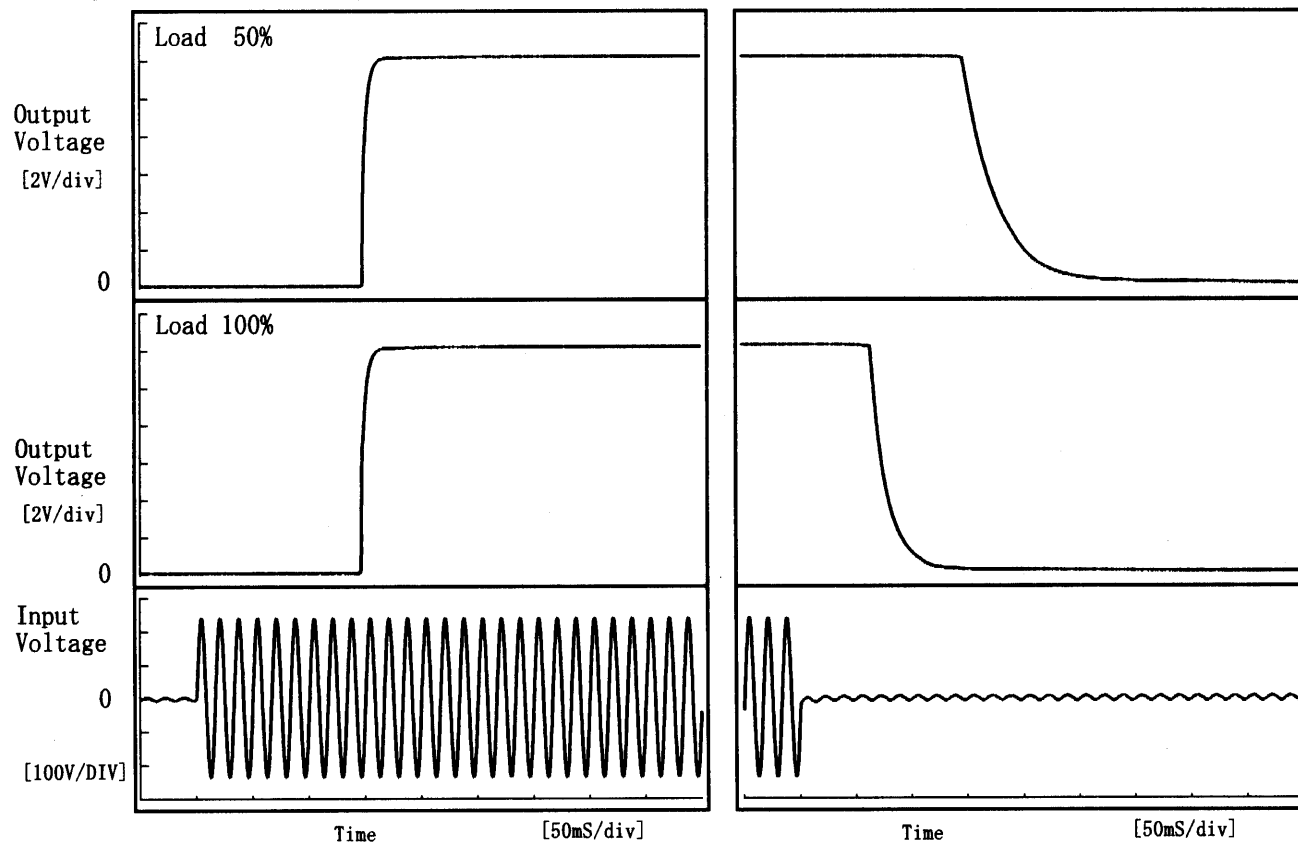 Load 50%
Output
Voltage
[2V/div]
0
Load 100%
Output
Voltage
[2V/div]
0
Input
Voltage
0
[100V/DIV]
Time [50mS/div]
Time [50mS/div]